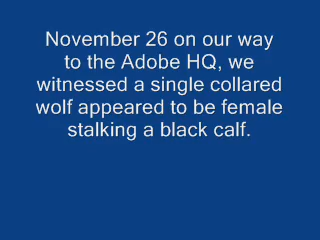 November 26 on our way
to the Adobe HQ, we
witnessed a single collared
wolf appeared to be female
stalking a black calf.